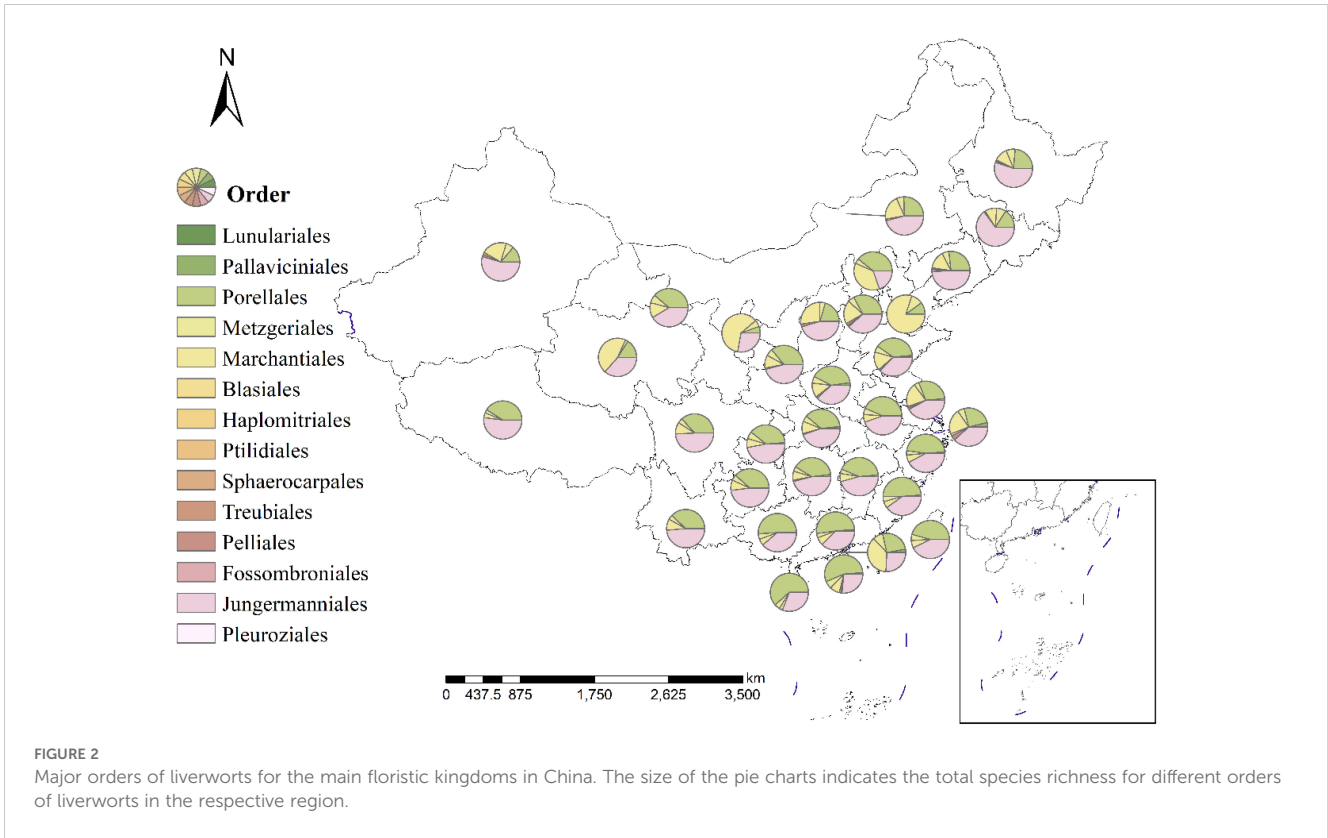 N
Order
Lunulariales
Pallaviciniales
Porellales
Metzgeriales
Marchantiales
Blasiales
Haplomitriales
Ptilidiales
Sphaerocarpales
Treubiales
Pelliales
Fossombroniales
Jungermanniales
Pleuroziales
km
0 437.5 875 1,750 2,625 3,500
FIGURE 2
Major orders of liverworts for the main floristic kingdoms in China. The size of the pie charts indicates the total species richness for different orders
of liverworts in the respective region.